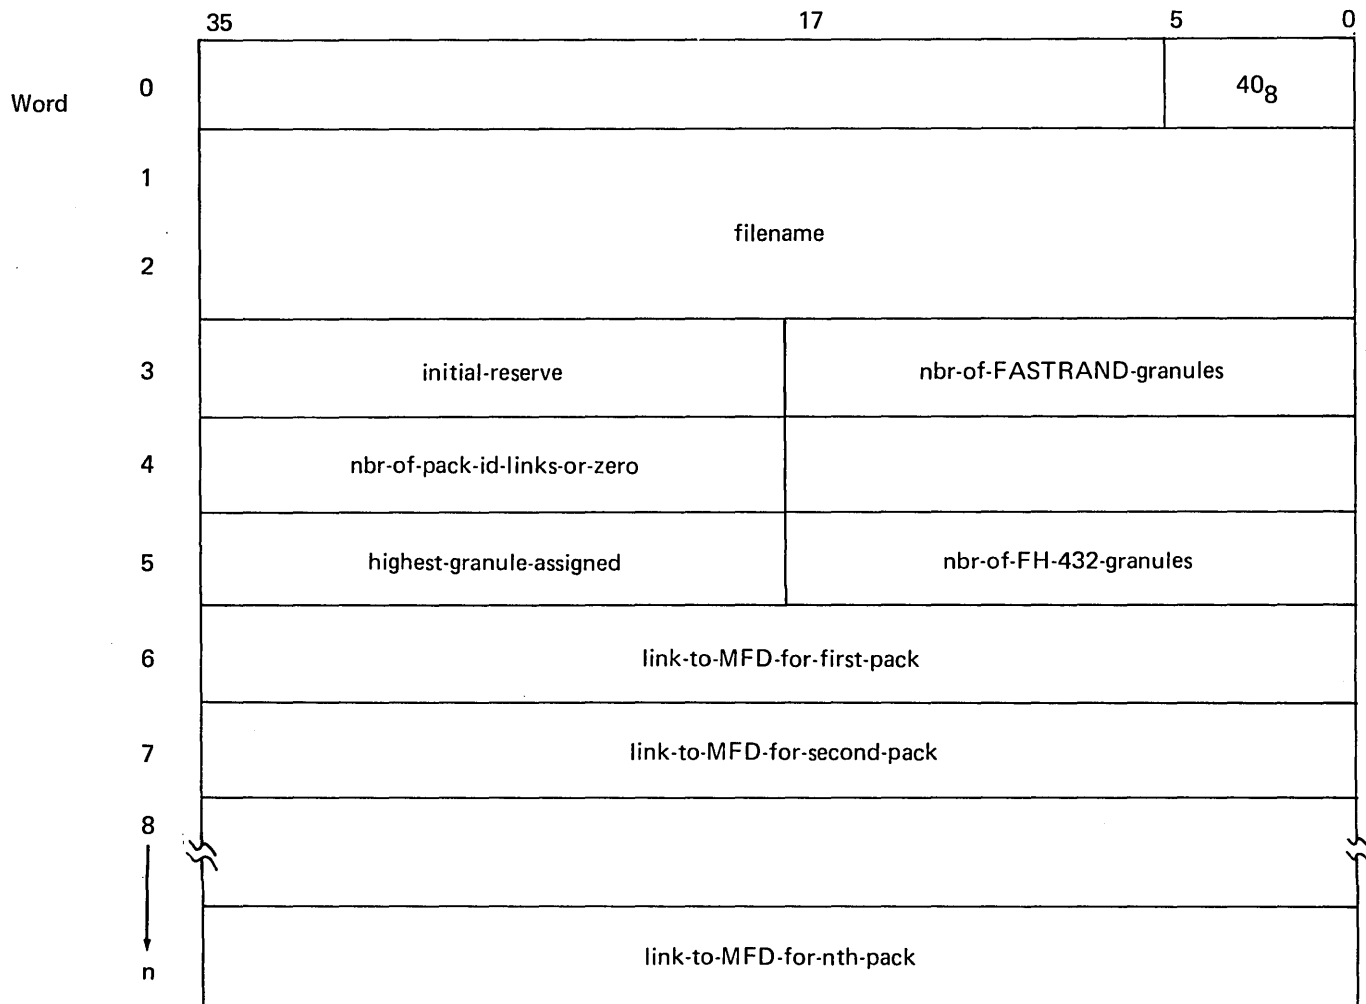 35 17 5 0
Word 0 40₈
1
filename
2
3 initial-reserve nbr-of-FASTRAND-granules
4 nbr-of-pack-id-links-or-zero
5 highest-granule-assigned nbr-of-FH-432-granules
6 link-to-MFD-for-first-pack
7 link-to-MFD-for-second-pack
8
n link-to-MFD-for-nth-pack